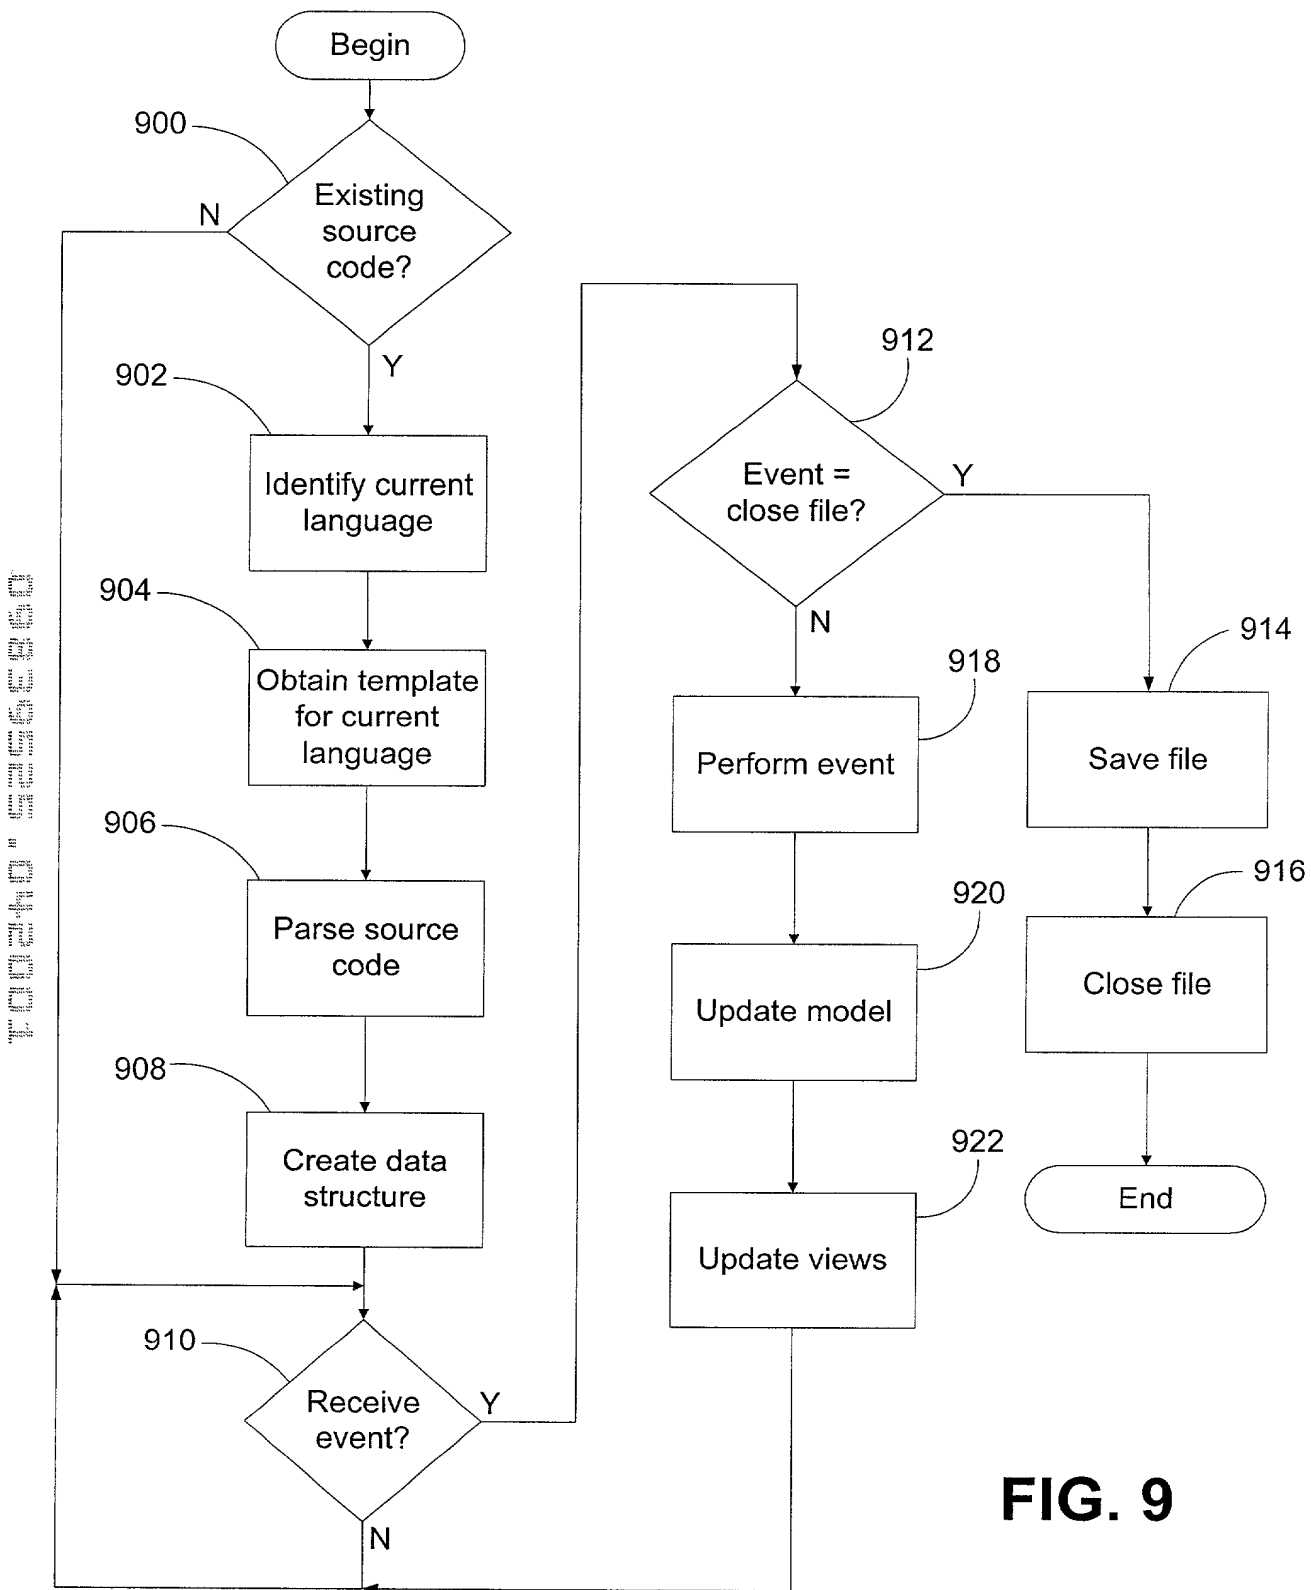 Begin
900
Existing
source
code?
N
Y
902
Identify current
language
904
Obtain template
for current
language
906
Parse source
code
908
Create data
structure
910
Receive
event?
Y
N
912
Event =
close file?
Y
N
914
Save file
916
Close file
End
918
Perform event
920
Update model
922
Update views
FIG. 9